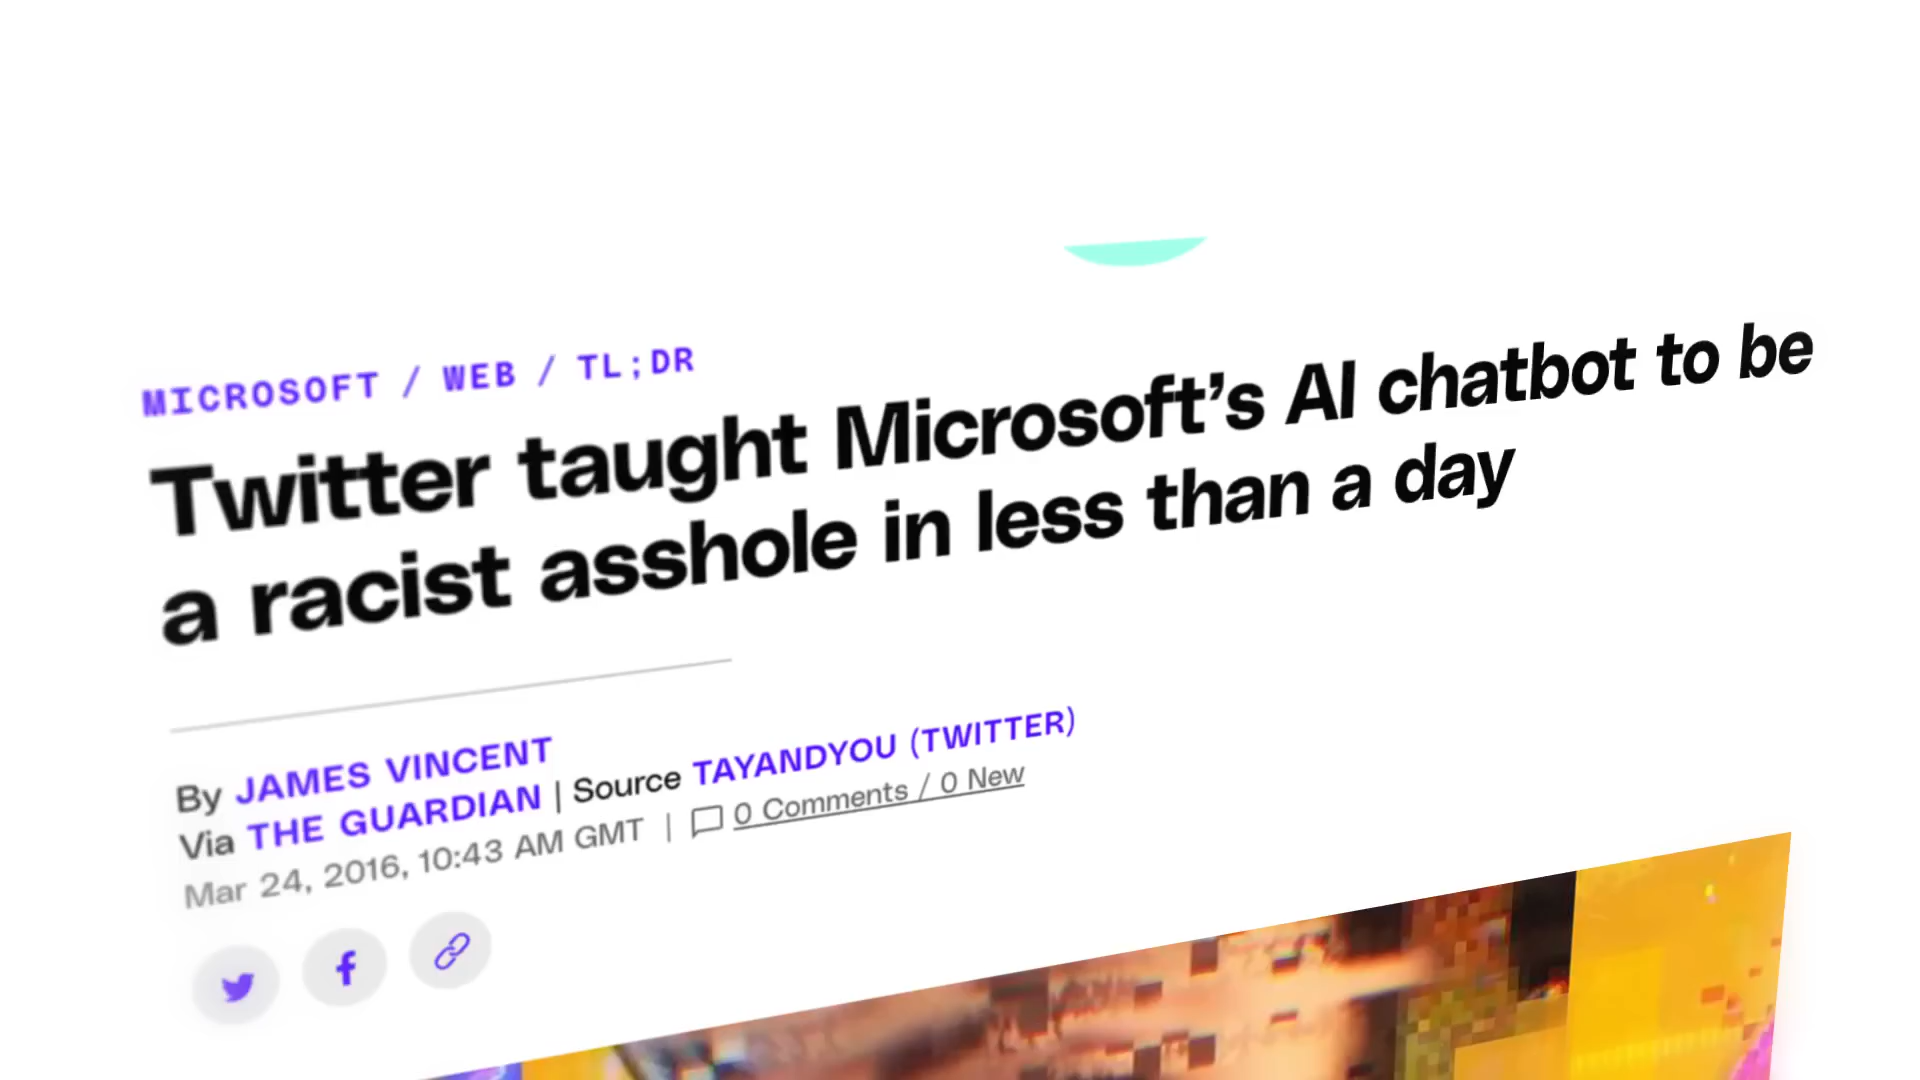 MICROSOFT / WEB / TL;DR
Twitter taught Microsoft’s AI chatbot to be
a racist asshole in less than a day
By JAMES VINCENT
Via THE GUARDIAN | Source TAYANDYOU (TWITTER)
Mar 24, 2016, 10:43 AM GMT | 0 Comments / 0 New